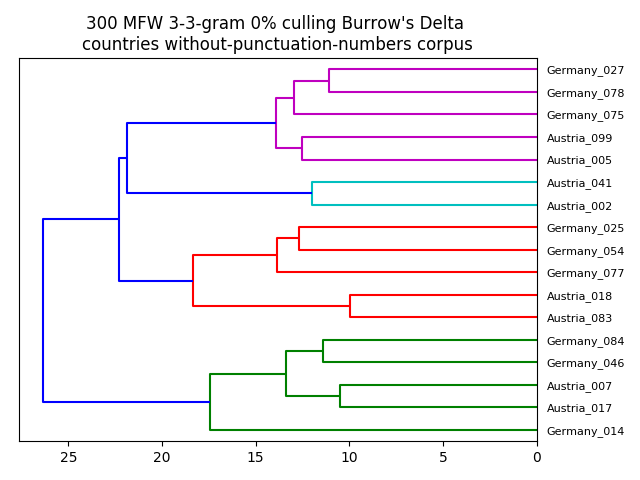 300 MFW 3-3-gram 0% culling Burrow's Delta
countries without-punctuation-numbers corpus
Germany_027
Germany_078
Germany_075
Austria_099
Austria_005
Austria_041
Austria_002
Germany_025
Germany_054
Germany_077
Austria_018
Austria_083
Germany_084
Germany_046
Austria_007
Austria_017
Germany_014
25 20 15 10 5 0